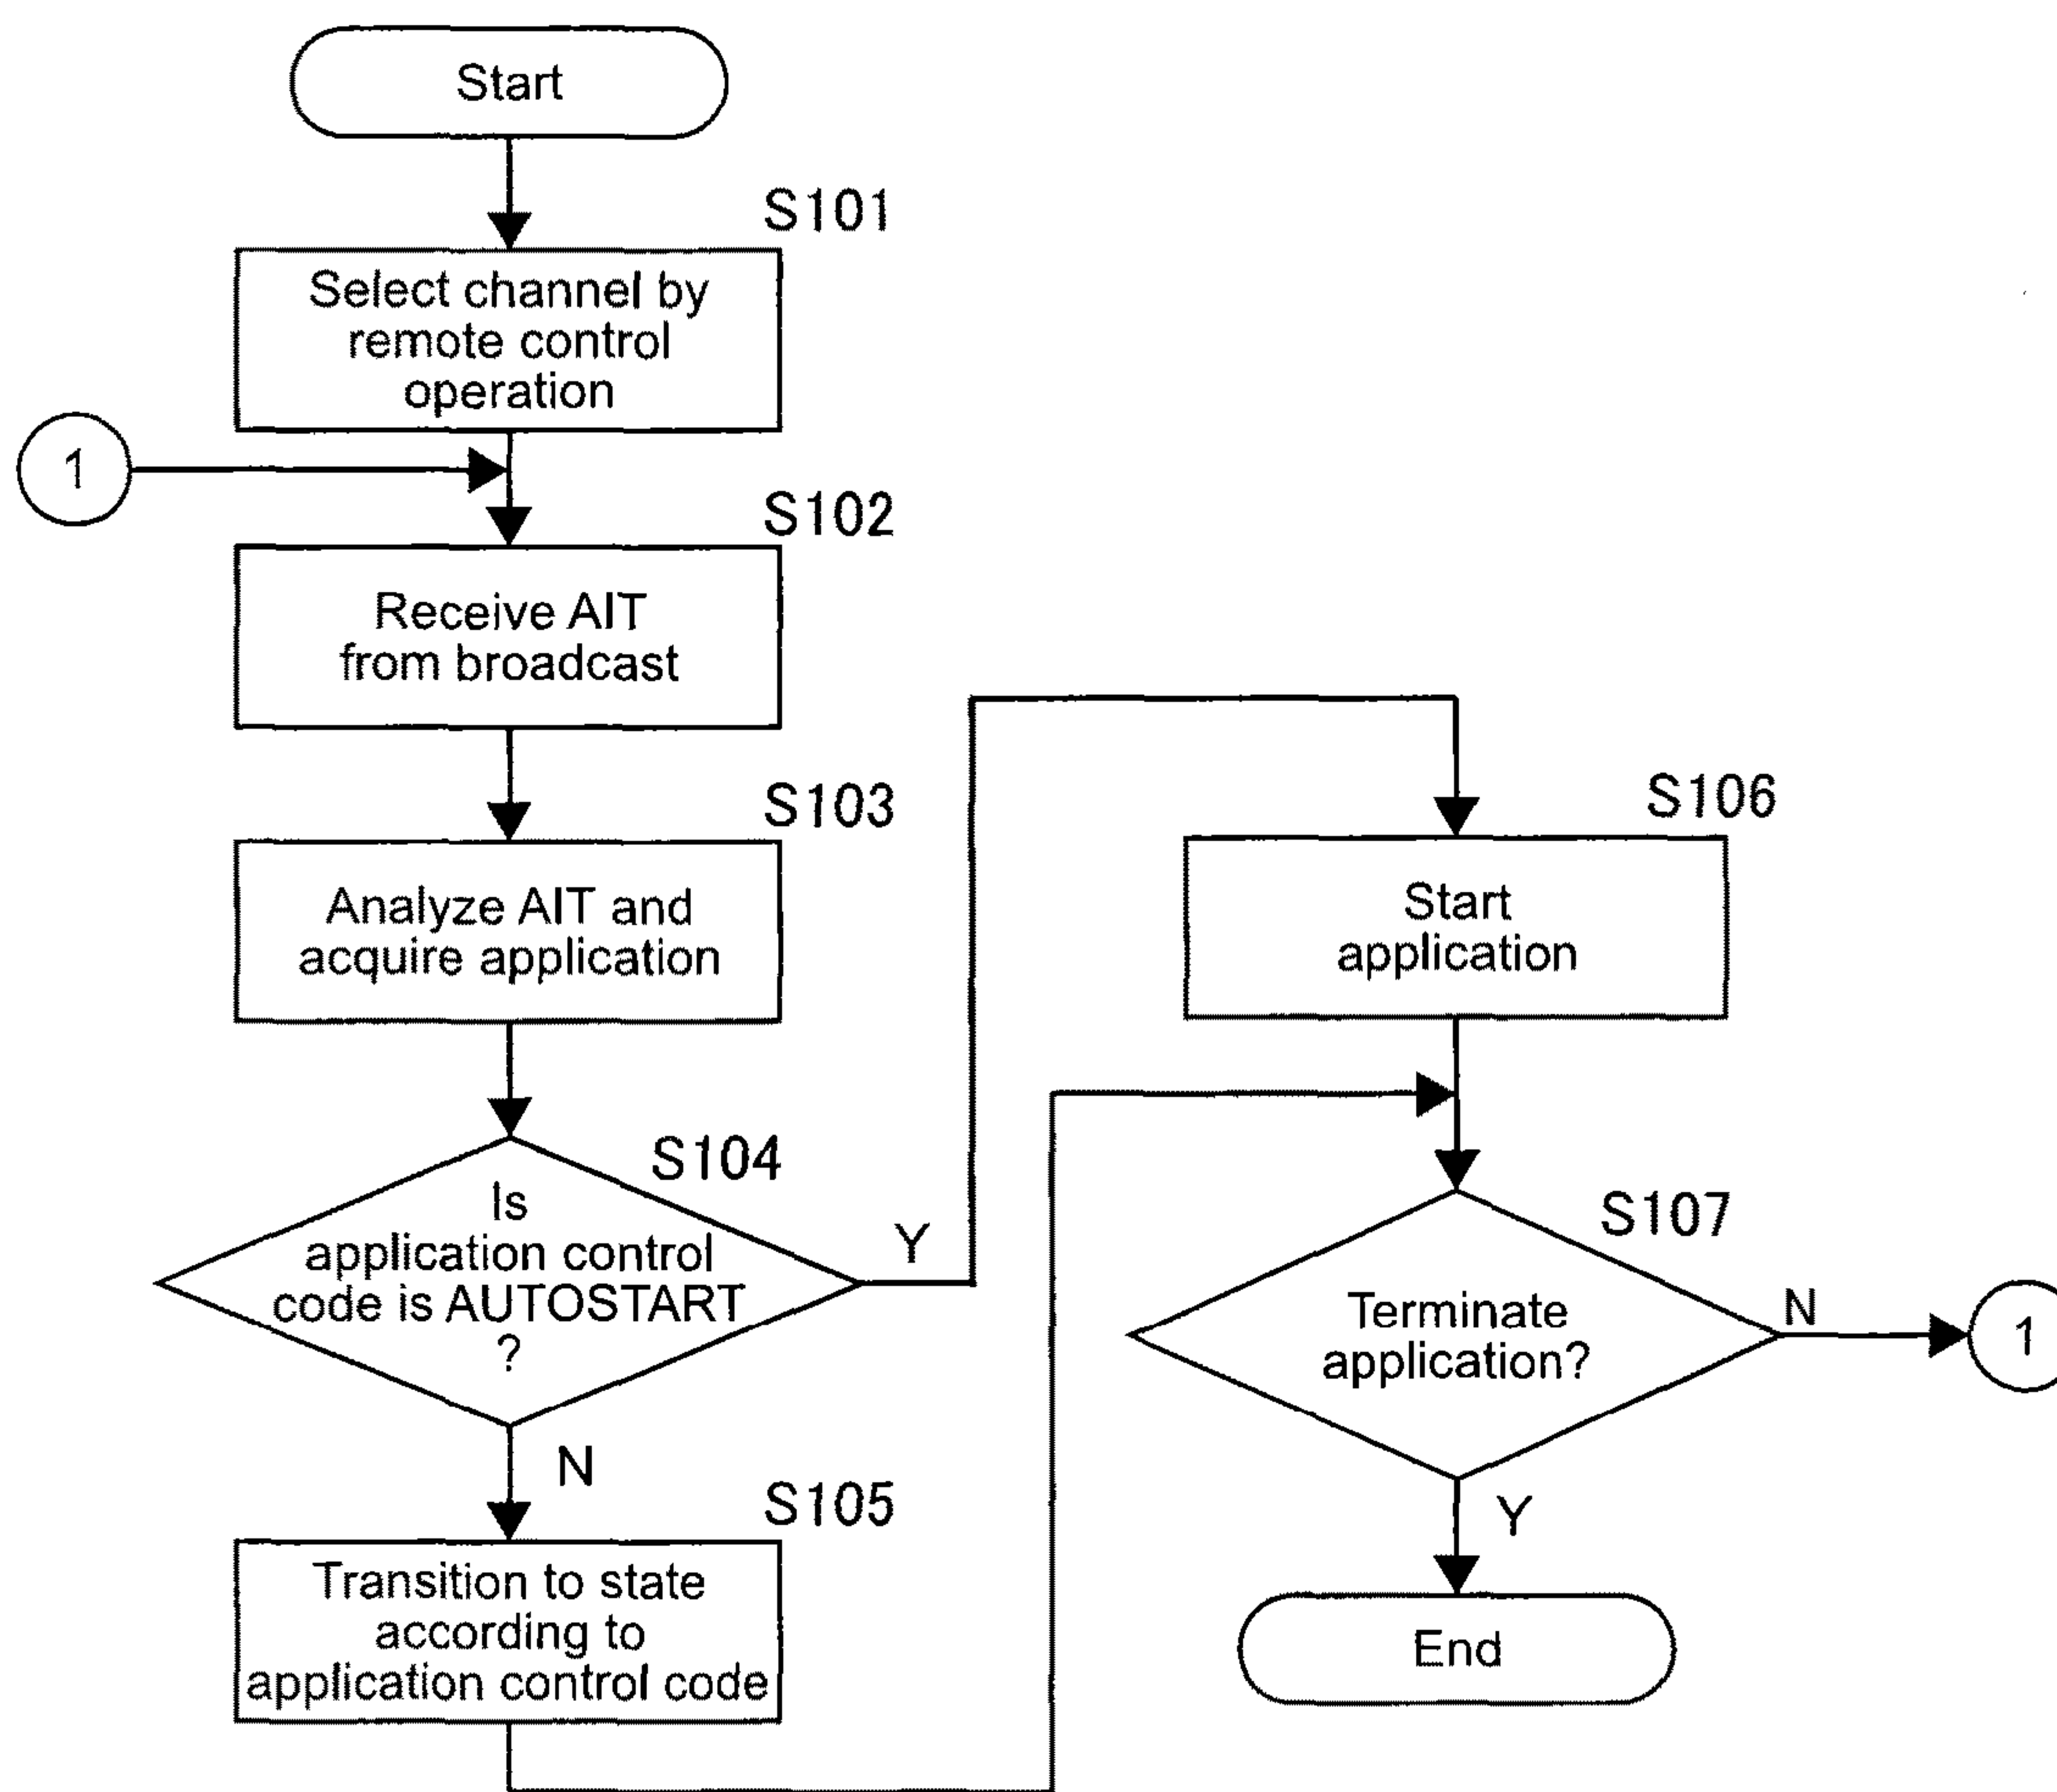 Start
S101
Select channel by
remote control
operation
1
S102
Receive AIT
from broadcast
S103
Analyze AIT and
acquire application
S104
Is
application control
code is AUTOSTART
?
Y
N
S105
Transition to state
according to
application control code
S106
Start
application
S107
Terminate
application?
N
1
Y
End